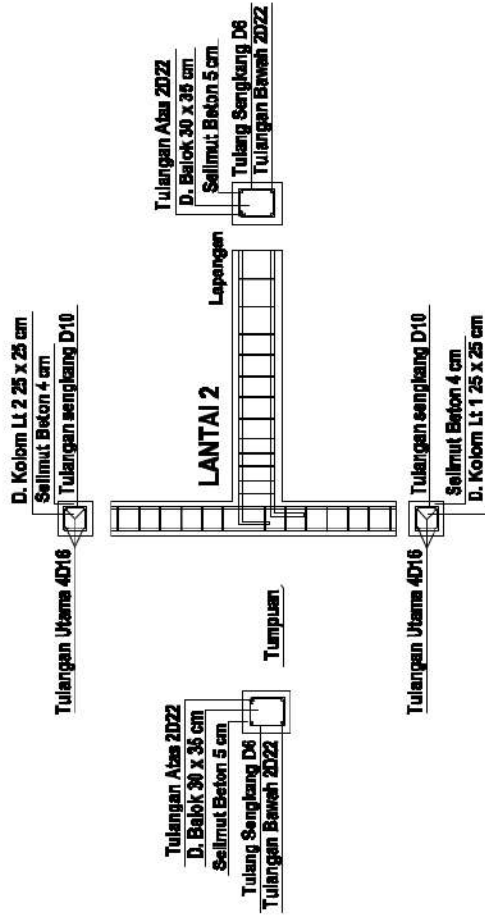 D. Kolom Lt 2 25 x 25 cm
Selimut Beton 4 cm
Tulangan sengkang D10
Tulangan Utama 4D16
Tulangan Atau 2D22
D. Balok 30 x 35 cm
Selimut Beton 5 cm
Tulang Sengkang D6
Tulangan Bawah 2D22
LANTAI 2
Lapangan
Tumpuan
Tulangan Atas 2D22
D. Balok 30 x 35 cm
Selimut Beton 5 cm
Tulang Sengkang D6
Tulangan Bawah 2D22
Tulangan Utama 4D16
Tulangan sengkang D10
Selimut Beton 4 cm
D. Kolom Lt 1 25 x 25 cm